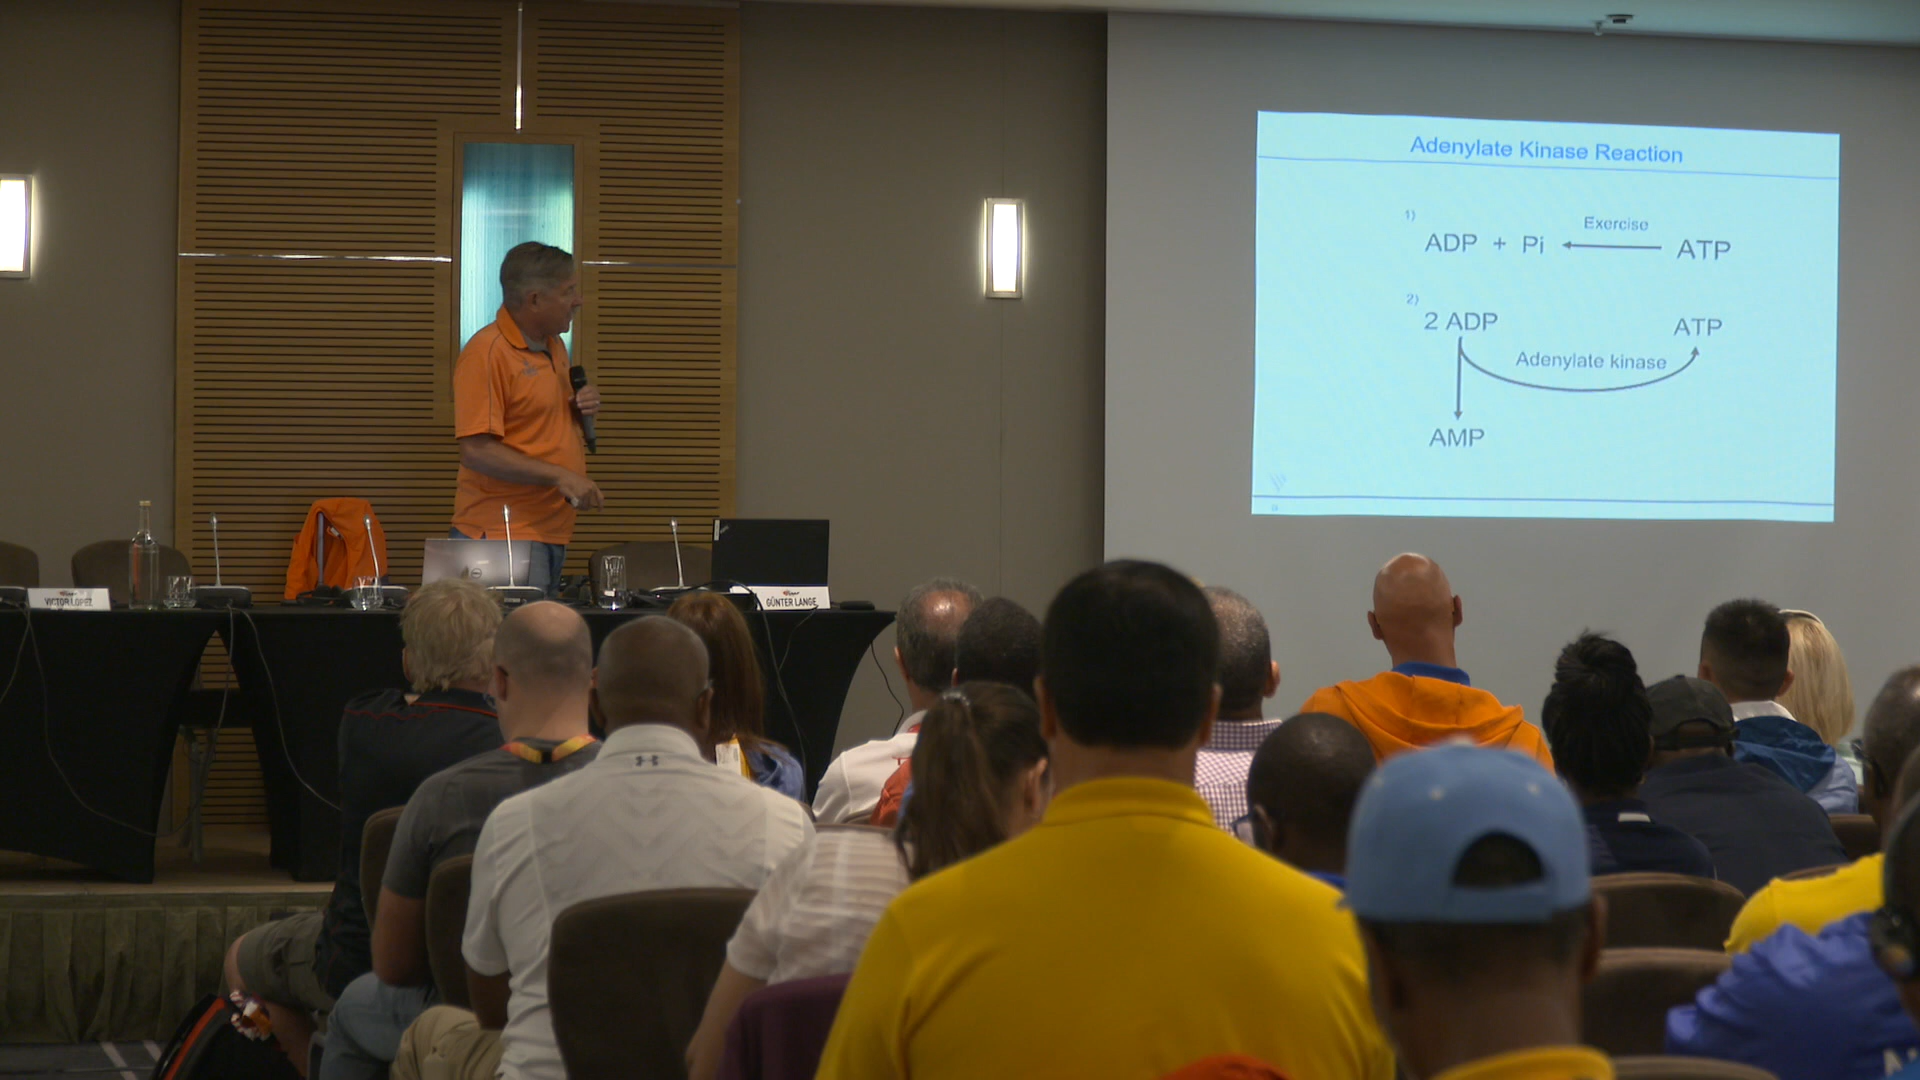 Adenylate Kinase Reaction
1)
Exercise
ADP + Pi ATP
2)
2 ADP ATP
Adenylate kinase
AMP
VICTOR LOPEZ
GÜNTER LANGE
DELL